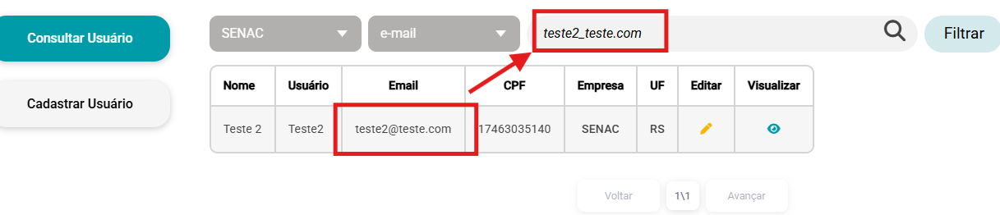 Consultar Usuário
SENAC
e-mail
teste2_teste.com
Filtrar
Cadastrar Usuário
Nome Usuário Email CPF Empresa UF Editar Visualizar
Teste 2 Teste2 teste2@teste.com 17463035140 SENAC RS
Voltar 1\1 Avançar